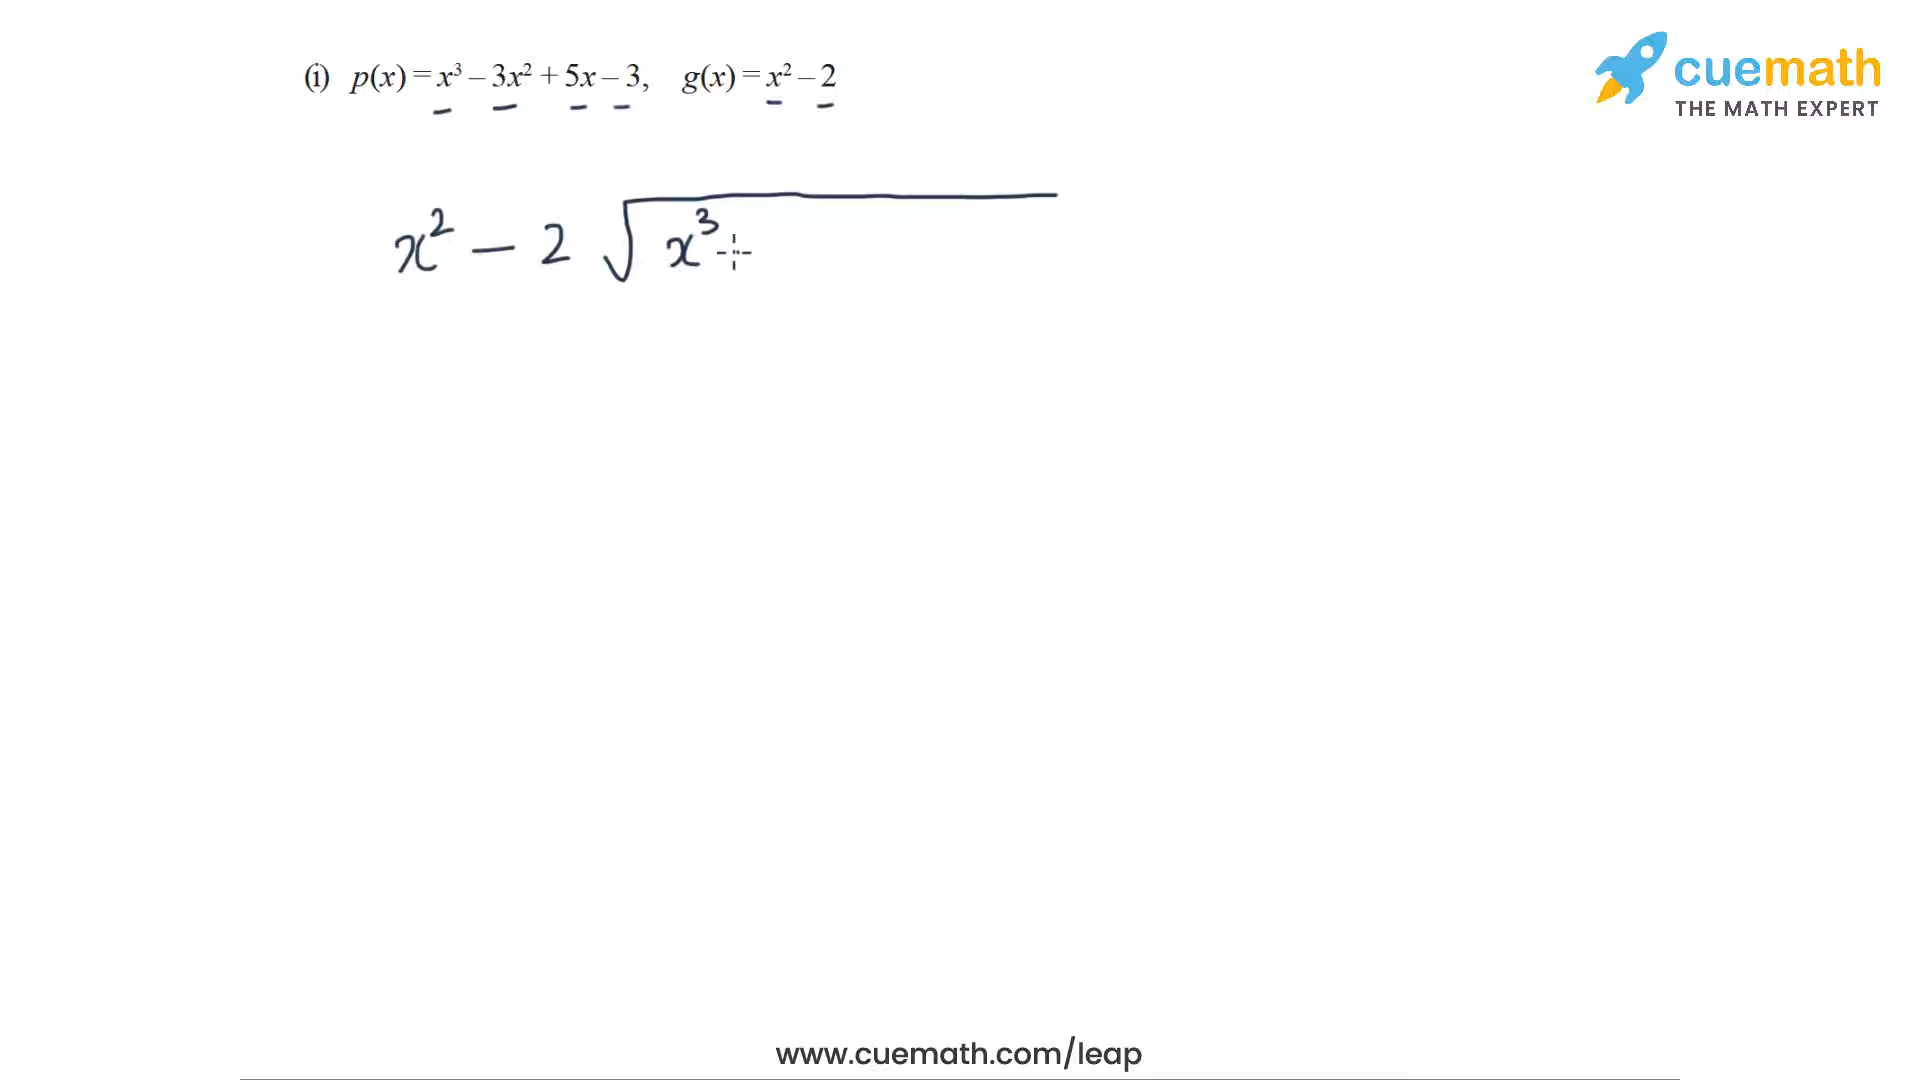 (i) p(x) = x³ – 3x² + 5x – 3, g(x) = x² – 2
cuemath
THE MATH EXPERT
x² – 2 √ x³
www.cuemath.com/leap